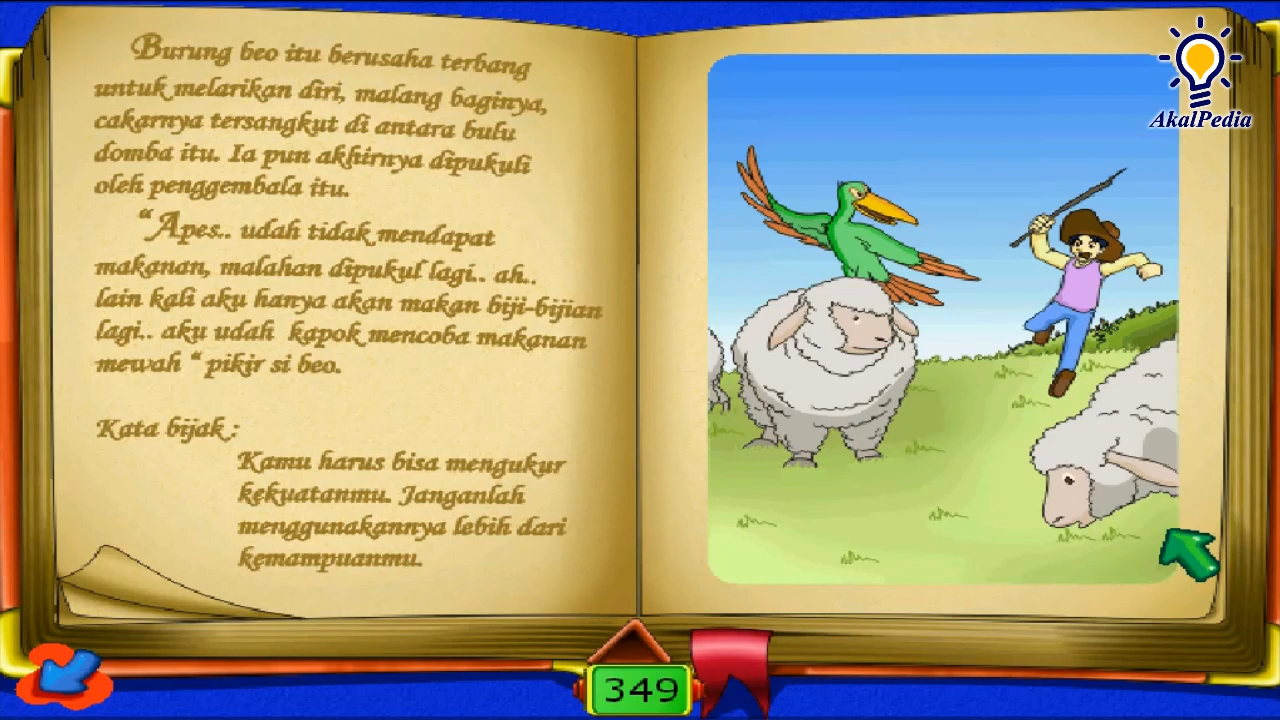 Burung beo itu berusaha terbang
untuk melarikan diri, malang baginya,
cakarnya tersangkut di antara bulu
domba itu. Ia pun akhirnya dipukuli
oleh penggembala itu.
“Apes.. udah tidak mendapat
makanan, malahan dipukul lagi.. ah..
lain kali aku hanya akan makan biji-bijian
lagi.. aku udah kapok mencoba makanan
mewah “ pikir si beo.
Kata bijak :
Kamu harus bisa mengukur
kekuatanmu. Janganlah
menggunakannya lebih dari
kemampuanmu.
AkalPedia
349